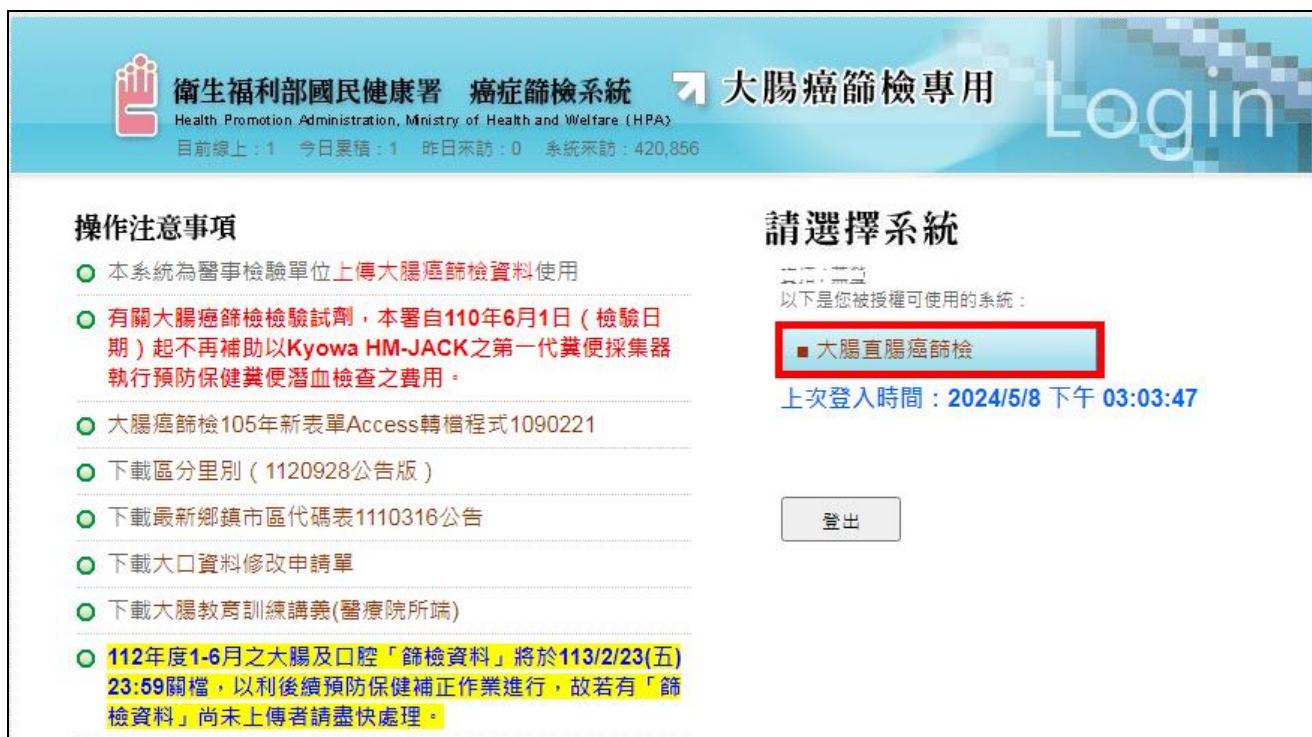 衛生福利部國民健康署 癌症篩檢系統
大腸癌篩檢專用
Login
Health Promotion Administration, Ministry of Health and Welfare (HPA)
目前線上：1 今日累積：1 昨日來訪：0 系統來訪：420,856
操作注意事項
本系統為醫事檢驗單位上傳大腸癌篩檢資料使用
有關大腸癌篩檢檢驗試劑，本署自110年6月1日（檢驗日
期）起不再補助以Kyowa HM-JACK之第一代糞便採集器
執行預防保健糞便潛血檢查之費用。
大腸癌篩檢105年新表單Access轉檔程式1090221
下載區分里別（1120928公告版）
下載最新鄉鎮市區代碼表1110316公告
下載大口資料修改申請單
下載大腸教育訓練講義(醫療院所端)
112年度1-6月之大腸及口腔「篩檢資料」將於113/2/23(五)
23:59關檔，以利後續預防保健補正作業進行，故若有「篩
檢資料」尚未上傳者請盡快處理。
請選擇系統
以下是您被授權可使用的系統：
大腸直腸癌篩檢
上次登入時間：2024/5/8 下午 03:03:47
登出